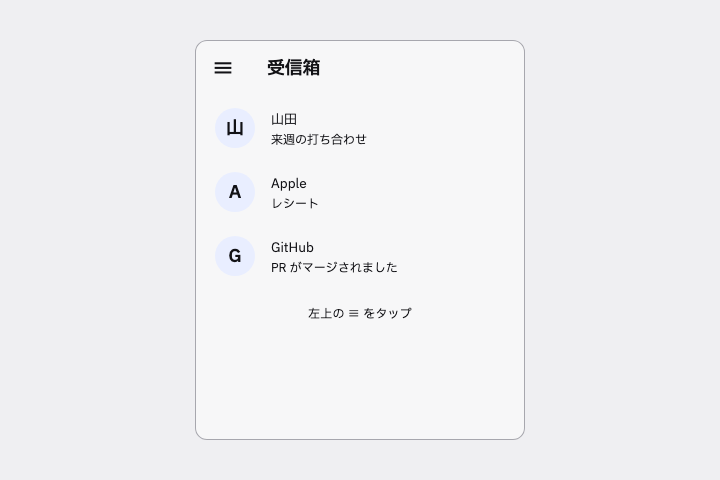 受信箱
山
山田
来週の打ち合わせ
A
Apple
レシート
G
GitHub
PR がマージされました
左上の ≡ をタップ